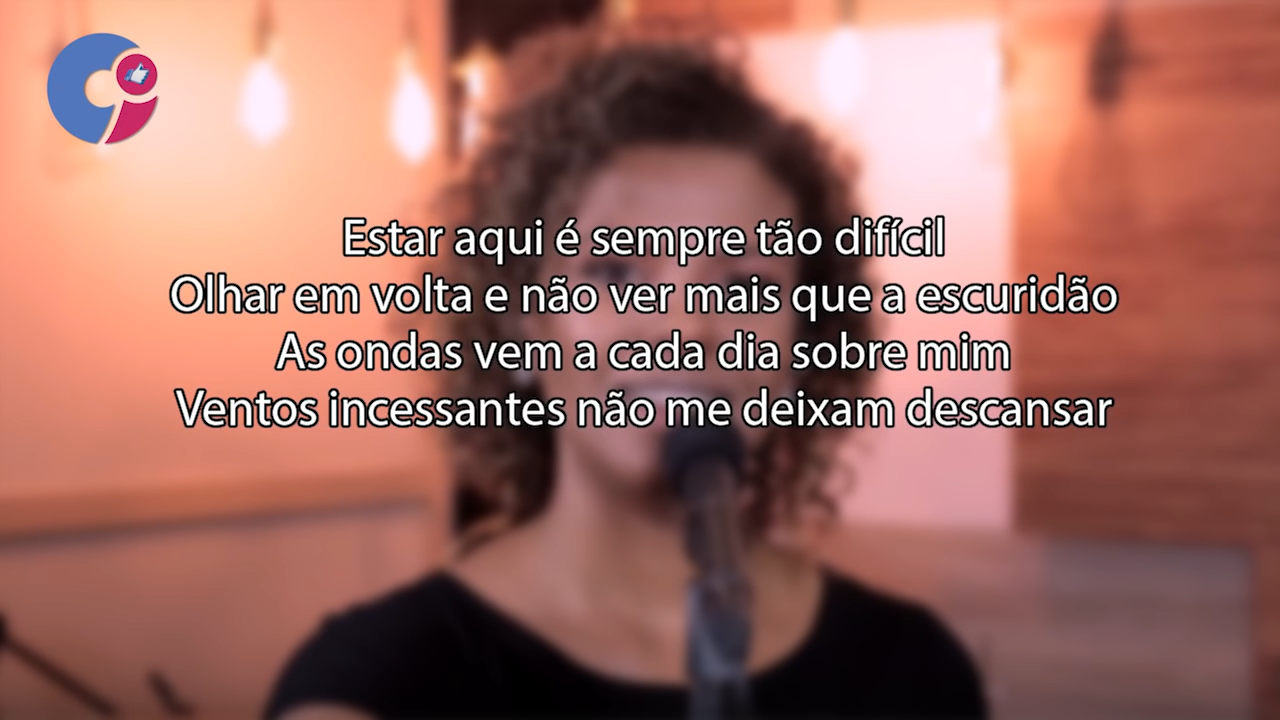 Estar aqui é sempre tão difícil
Olhar em volta e não ver mais que a escuridão
As ondas vem a cada dia sobre mim
Ventos incessantes não me deixam descansar